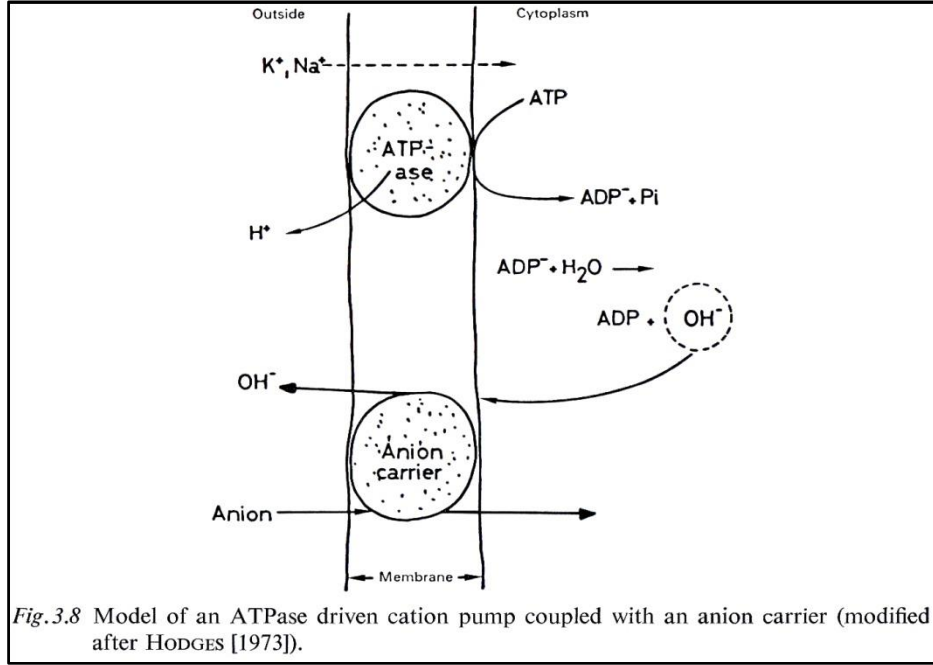 Outside
Cytoplasm
K⁺, Na⁺
ATP
ATP-
ase
ADP⁻ + Pi
H⁺
ADP⁻ + H₂O
ADP + OH⁻
OH⁻
Anion
carrier
Anion
Membrane
Fig. 3.8 Model of an ATPase driven cation pump coupled with an anion carrier (modified
after HODGES [1973]).